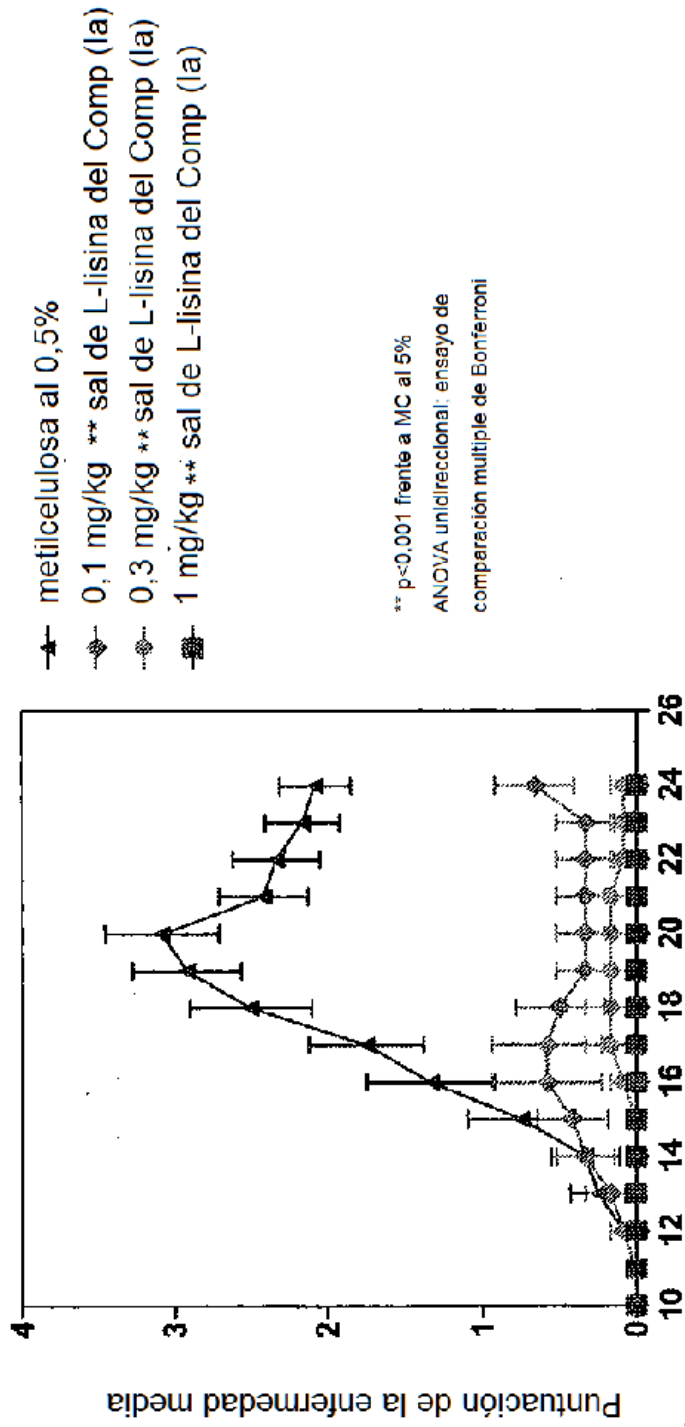 metilcelulosa al 0,5%
0,1 mg/kg ** sal de L-lisina del Comp (Ia)
0,3 mg/kg ** sal de L-lisina del Comp (Ia)
1 mg/kg ** sal de L-lisina del Comp (Ia)
** p<0,001 frente a MC al 5%
ANOVA unidireccional; ensayo de
comparación multiple de Bonferroni
Puntuación de la enfermedad media
4
3
2
1
0
10 12 14 16 18 20 22 24 26